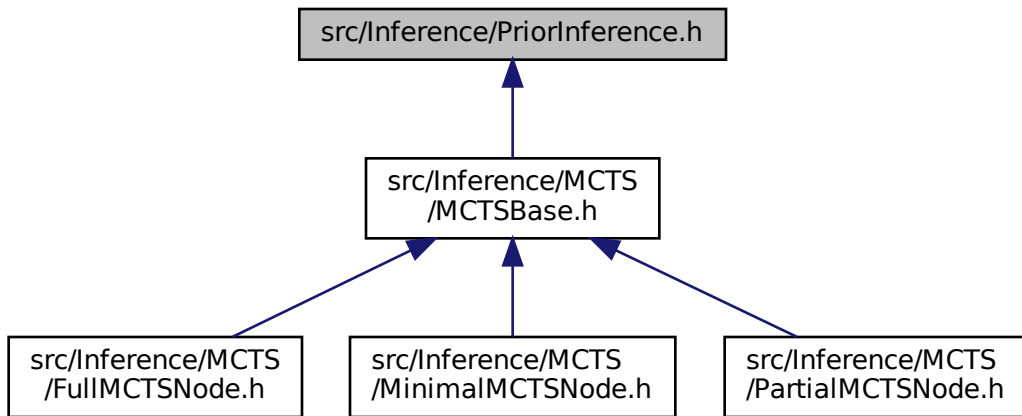 src/Inference/PriorInference.h
src/Inference/MCTS
/MCTSBase.h
src/Inference/MCTS
/FullMCTSNode.h
src/Inference/MCTS
/MinimalMCTSNode.h
src/Inference/MCTS
/PartialMCTSNode.h